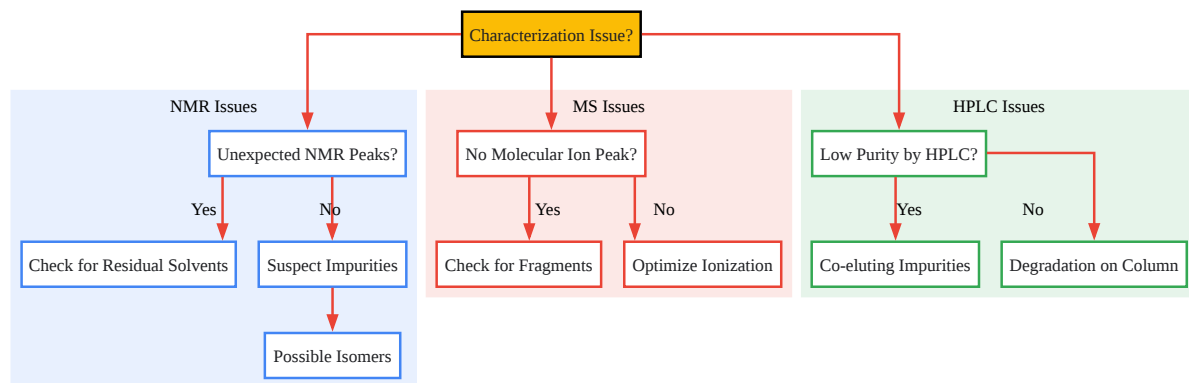 Characterization Issue?
NMR Issues
MS Issues
HPLC Issues
Unexpected NMR Peaks?
No Molecular Ion Peak?
Low Purity by HPLC?
Yes
No
Yes
No
Yes
No
Check for Residual Solvents
Suspect Impurities
Check for Fragments
Optimize Ionization
Co-eluting Impurities
Degradation on Column
Possible Isomers